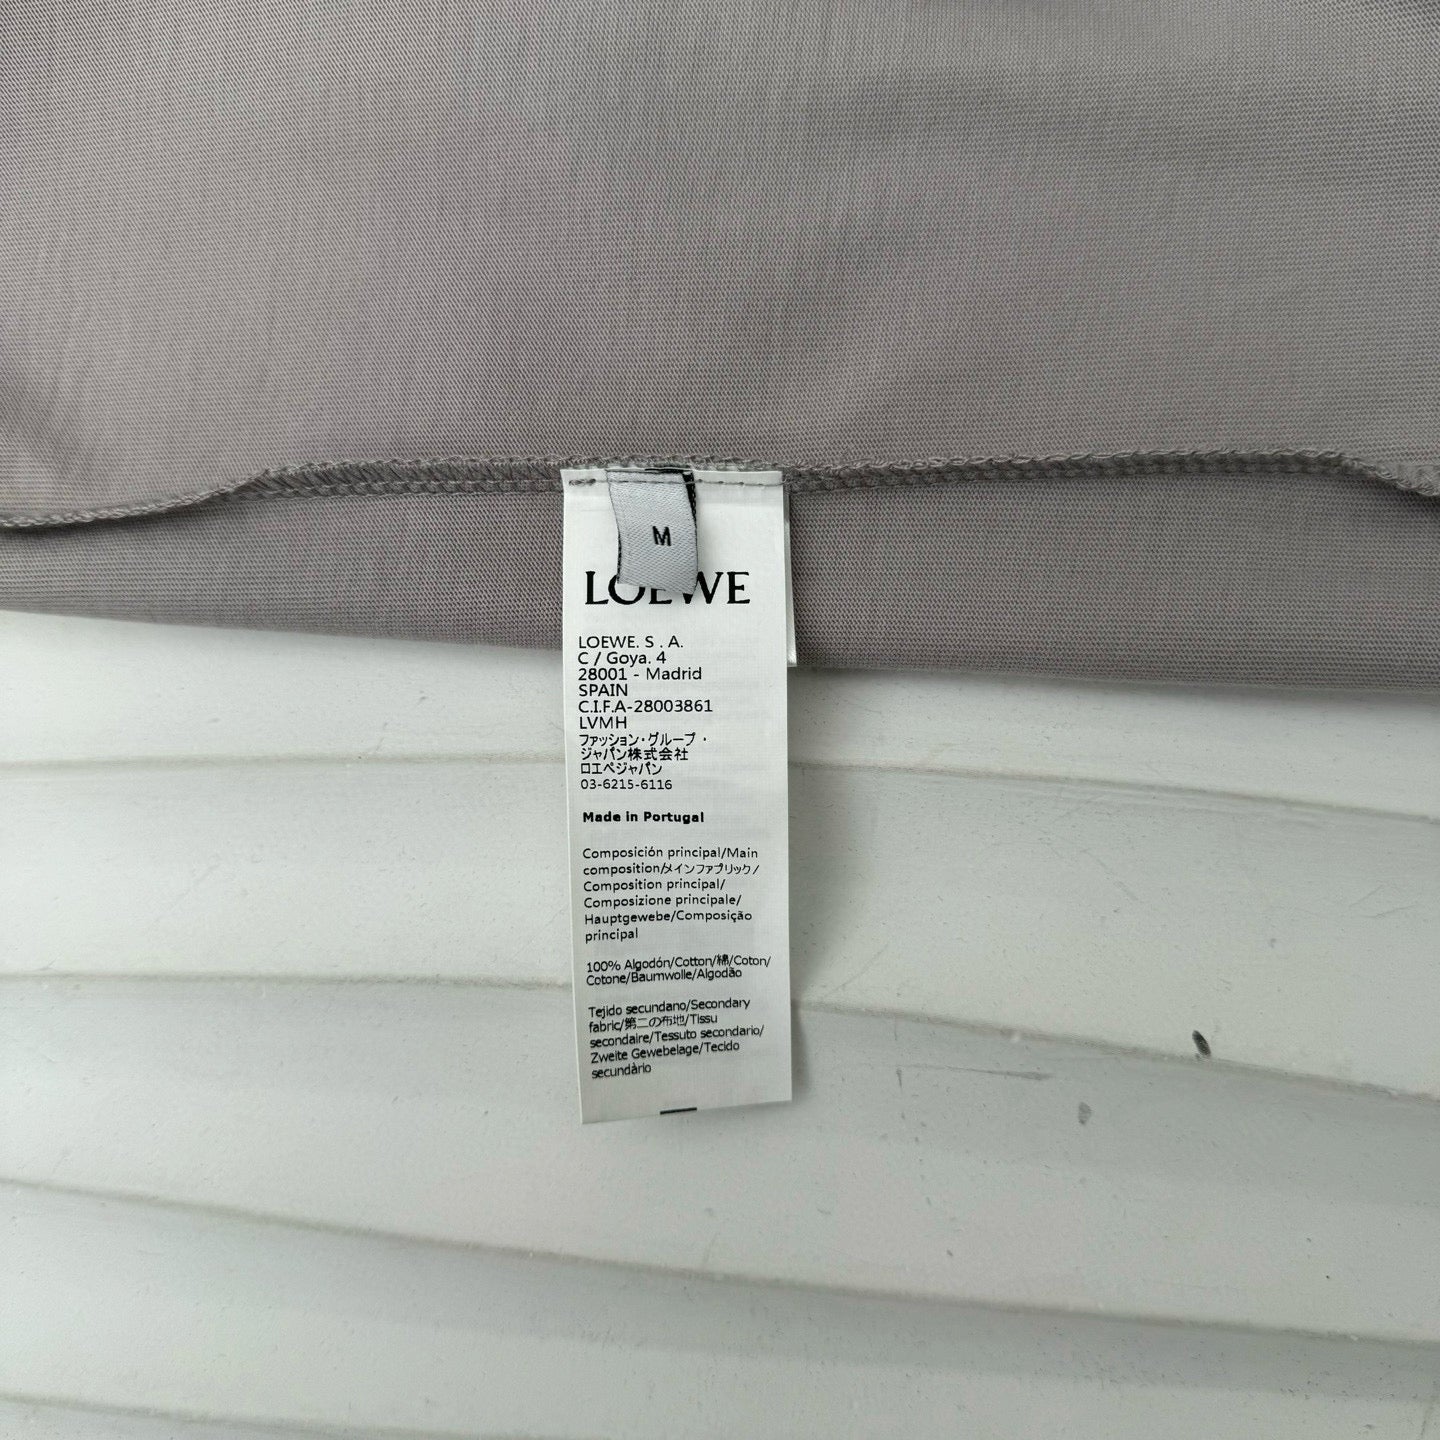 M
LOEWE
LOEWE. S . A.
C / Goya. 4
28001 - Madrid
SPAIN
C.I.F.A-28003861
LVMH
ファッション・グループ・
ジャパン株式会社
ロエベジャパン
03-6215-6116
Made in Portugal
Composición principal/Main
composition/メインファブリック/
Composition principal/
Composizione principale/
Hauptgewebe/Composição
principal
100% Algodón/Cotton/綿/Coton/
Cotone/Baumwolle/Algodão
Tejido secundano/Secondary
fabric/第二の布地/Tissu
secondaire/Tessuto secondario/
Zweite Gewebelage/Tecido
secundàrio